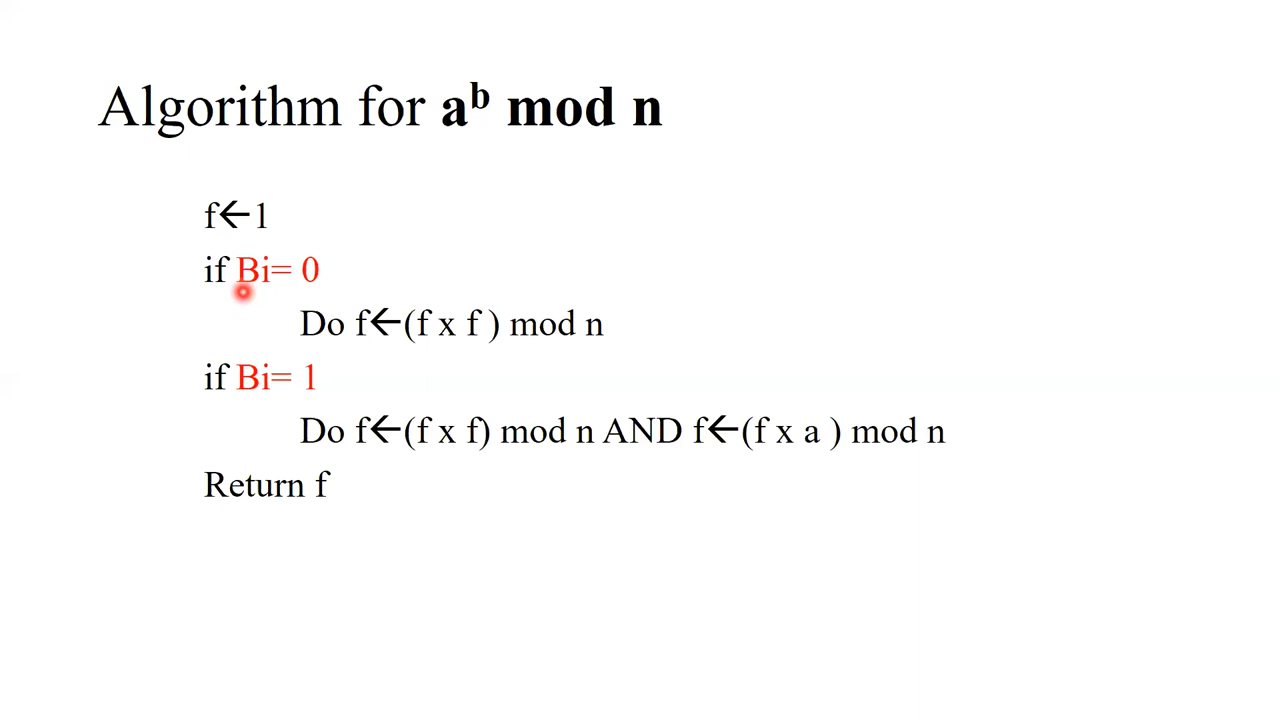 Algorithm for aᵇ mod n
f←1
if Bi= 0
Do f←(f x f ) mod n
if Bi= 1
Do f←(f x f) mod n AND f←(f x a ) mod n
Return f